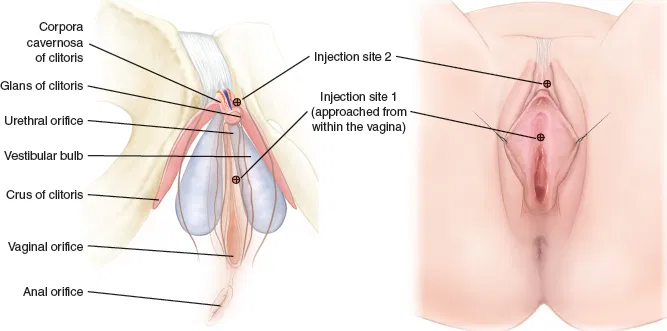 Corpora
cavernosa
of clitoris
Glans of clitoris
Urethral orifice
Vestibular bulb
Crus of clitoris
Vaginal orifice
Anal orifice
Injection site 2
Injection site 1
(approached from
within the vagina)